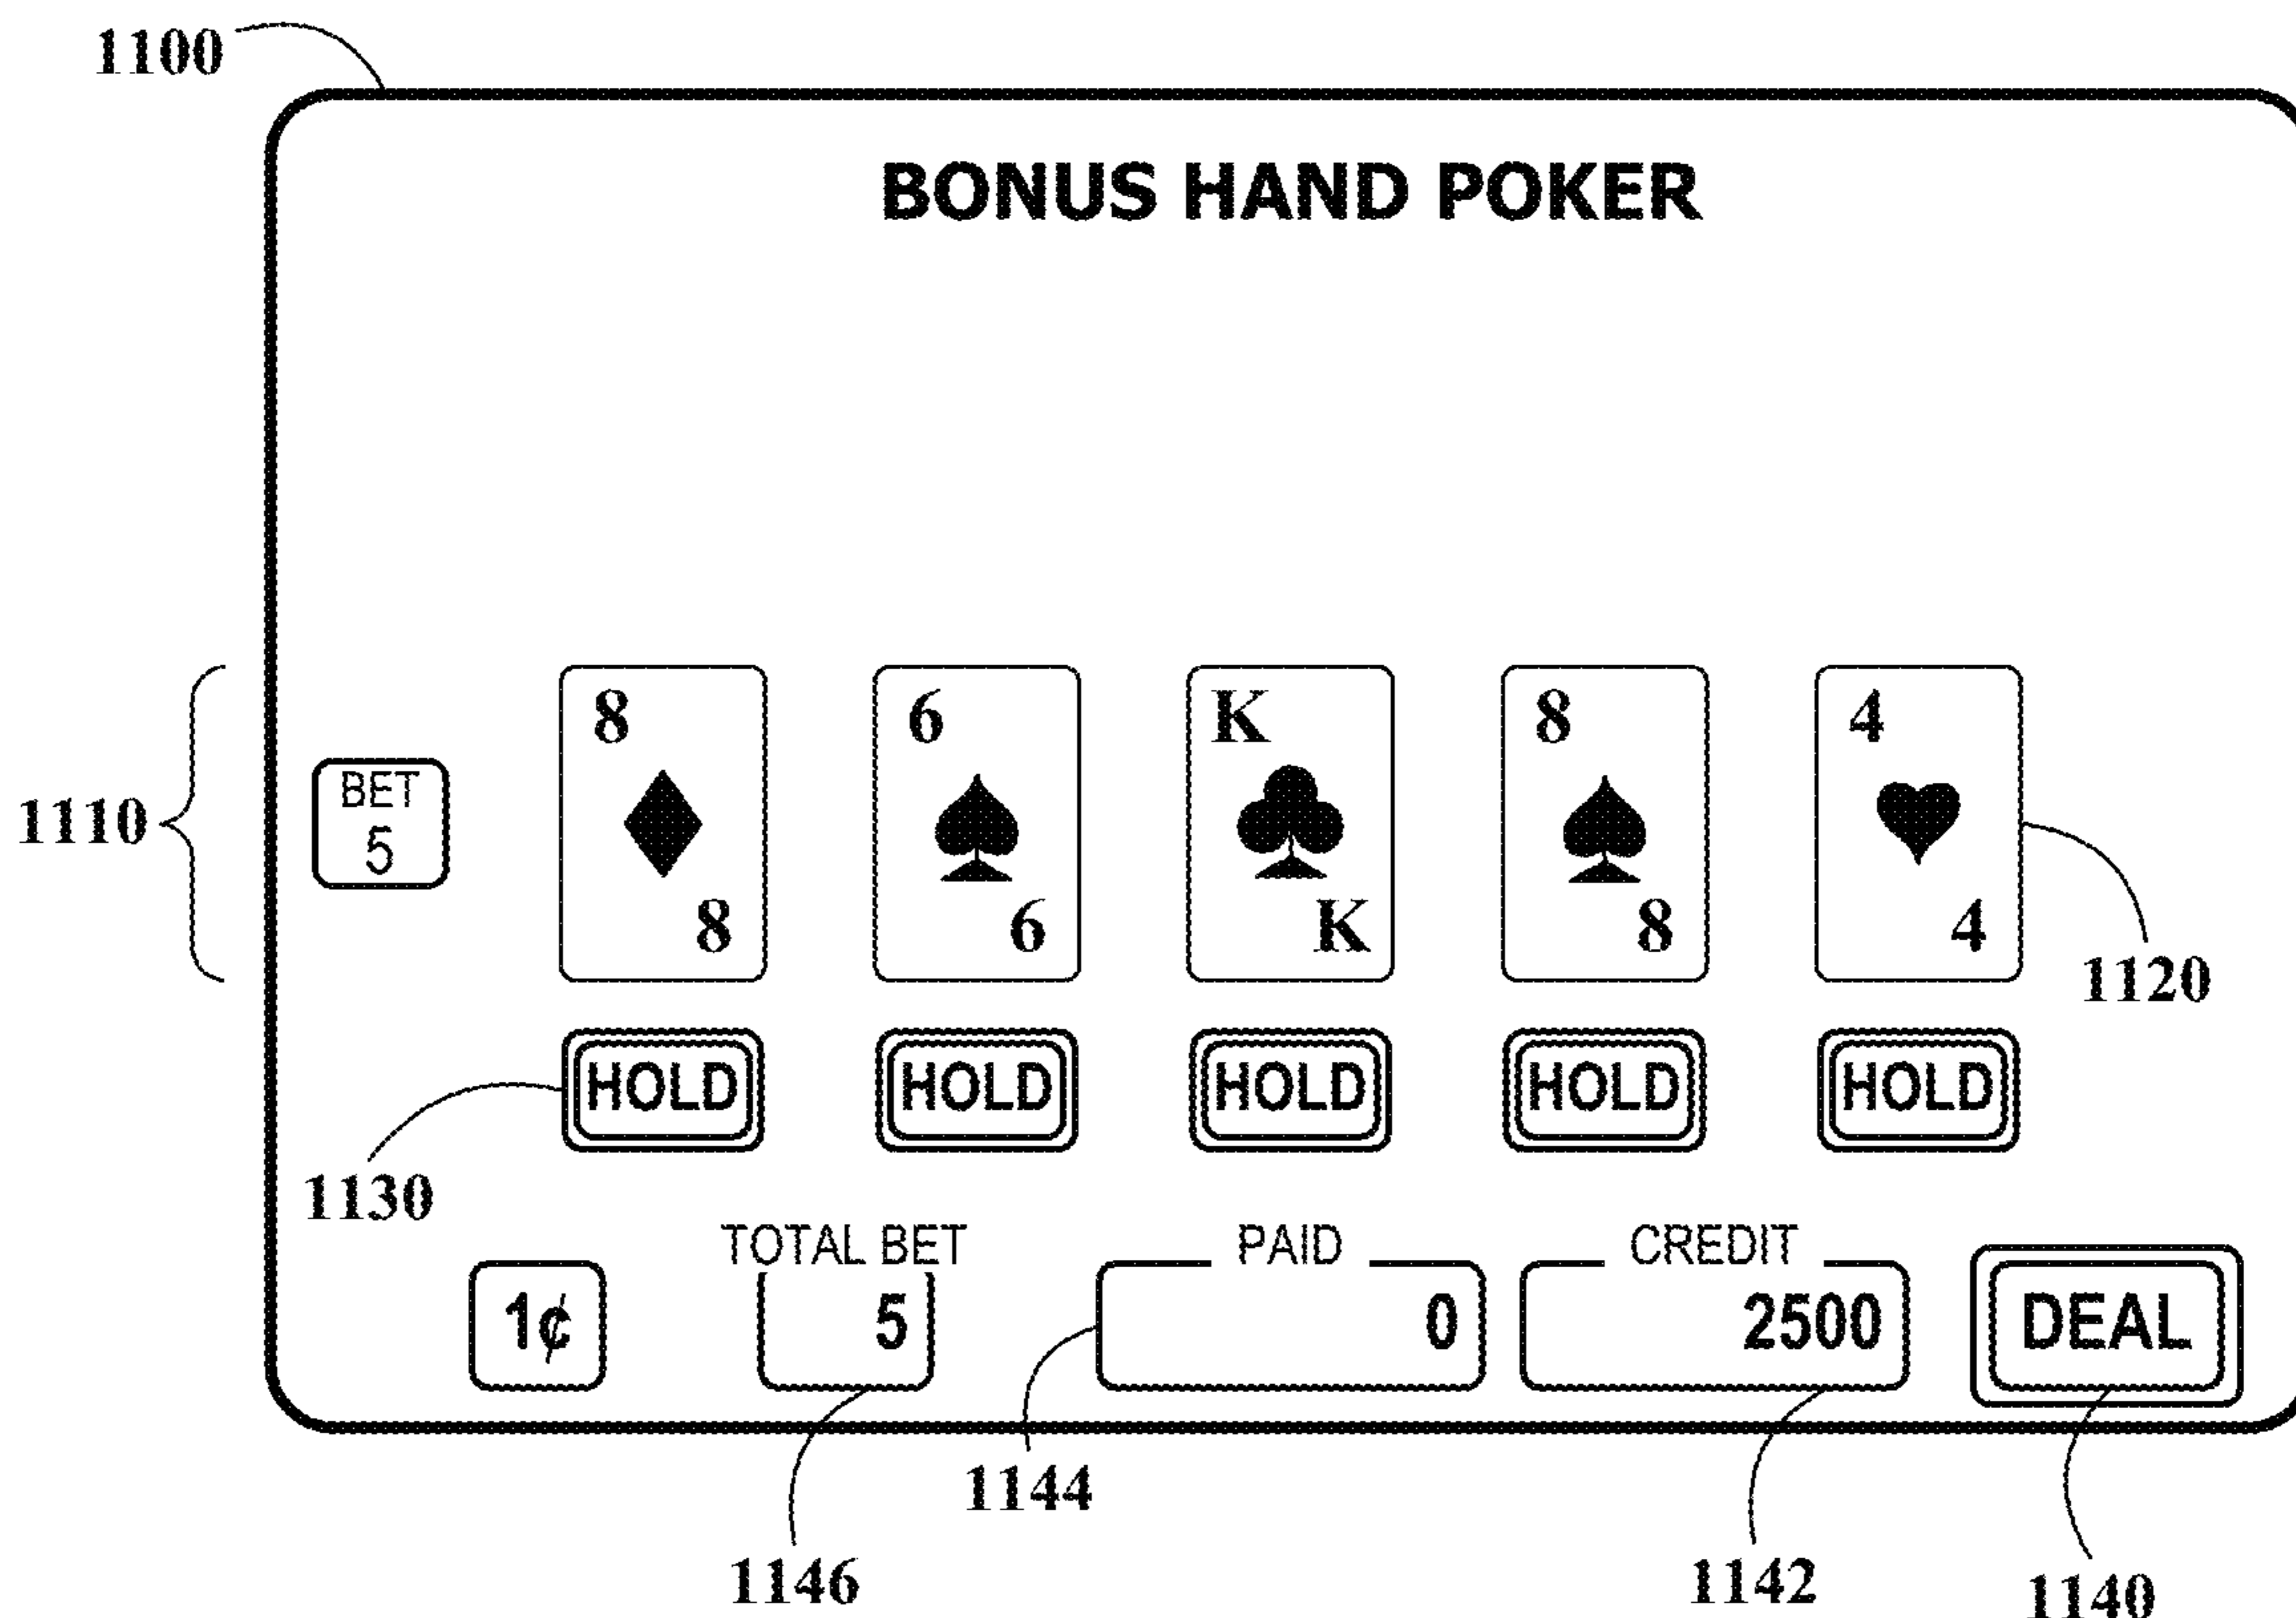 1100
BONUS HAND POKER
8 6 K 8 4
BET
5
1110
8 6 K 8 4
1120
HOLD HOLD HOLD HOLD HOLD
1130
TOTAL BET PAID CREDIT
1¢ 5 0 2500 DEAL
1144
1146 1142 1140